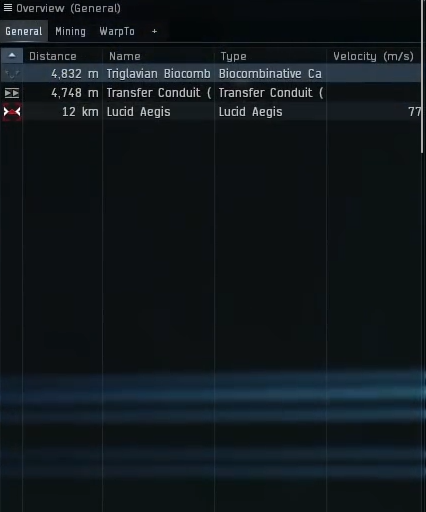 Overview (General)
General Mining WarpTo +
Distance Name Type Velocity (m/s)
4,832 m Triglavian Biocomb Biocombinative Ca
4,748 m Transfer Conduit ( Transfer Conduit (
12 km Lucid Aegis Lucid Aegis 77